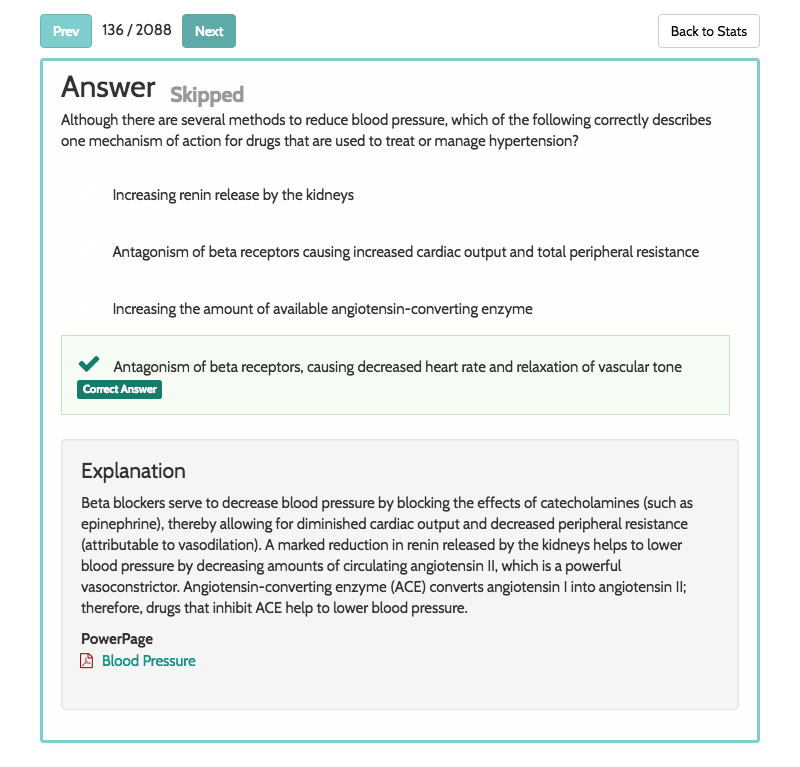 Prev 136 / 2088 Next Back to Stats
Answer Skipped
Although there are several methods to reduce blood pressure, which of the following correctly describes
one mechanism of action for drugs that are used to treat or manage hypertension?
Increasing renin release by the kidneys
Antagonism of beta receptors causing increased cardiac output and total peripheral resistance
Increasing the amount of available angiotensin-converting enzyme
Antagonism of beta receptors, causing decreased heart rate and relaxation of vascular tone
Correct Answer
Explanation
Beta blockers serve to decrease blood pressure by blocking the effects of catecholamines (such as
epinephrine), thereby allowing for diminished cardiac output and decreased peripheral resistance
(attributable to vasodilation). A marked reduction in renin released by the kidneys helps to lower
blood pressure by decreasing amounts of circulating angiotensin II, which is a powerful
vasoconstrictor. Angiotensin-converting enzyme (ACE) converts angiotensin I into angiotensin II;
therefore, drugs that inhibit ACE help to lower blood pressure.
PowerPage
Blood Pressure